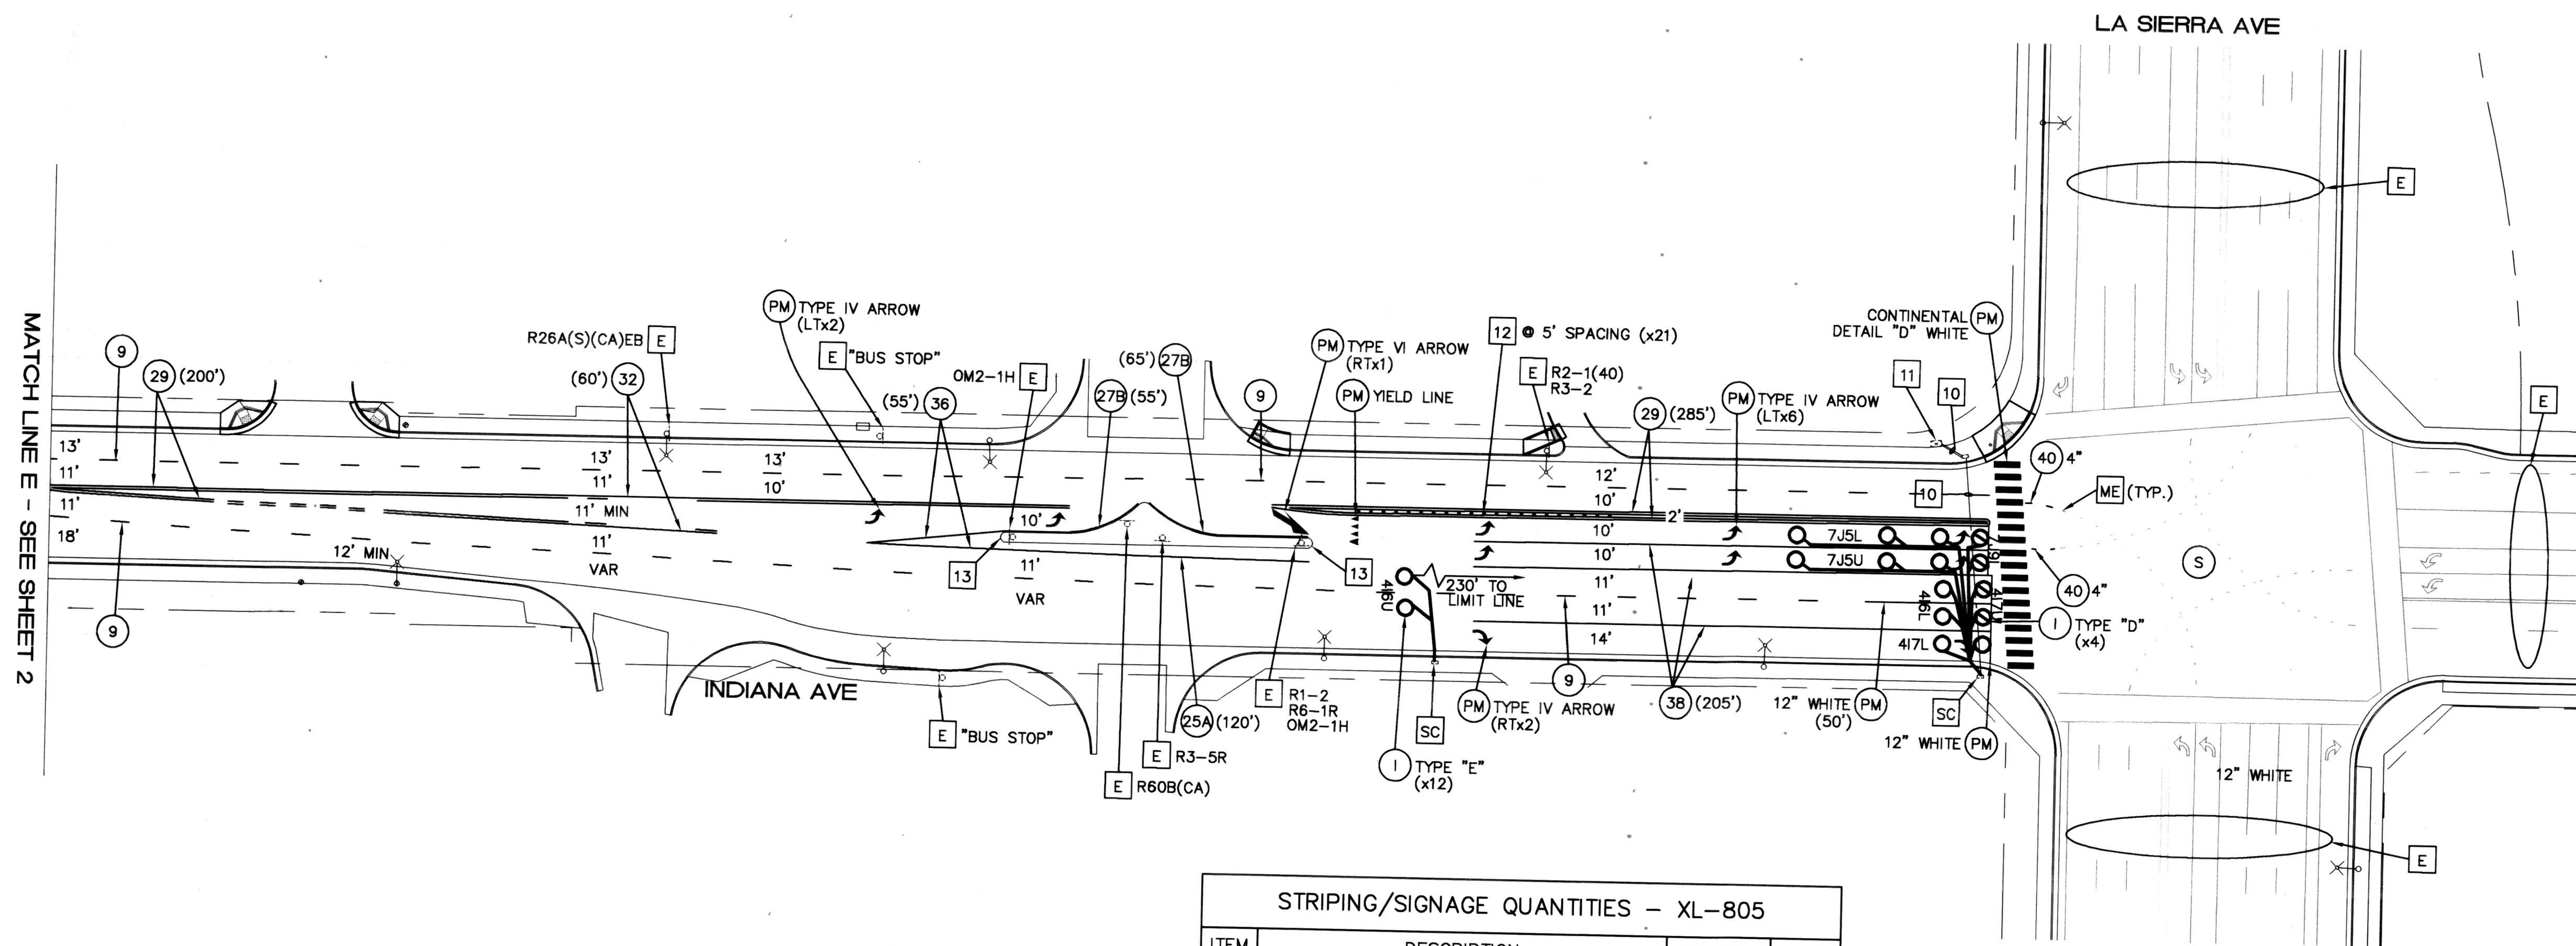 LA SIERRA AVE
E
PM TYPE IV ARROW
(LTx2)
CONTINENTAL PM
DETAIL "D" WHITE
R26A(S)(CA)EB E
E "BUS STOP"
PM TYPE VI ARROW
(RTx1)
12 @ 5' SPACING (x21)
9
29 (200')
(60') 32
OM2-1H E
(65') 27B
E R2-1(40)
R3-2
11
10
E
(55') 36
27B (55')
9
PM YIELD LINE
29 (285')
PM TYPE IV ARROW
(LTx6)
MATCH LINE E - SEE SHEET 2
13'
11'
11'
18'
13'
11'
13'
10'
12'
10'
40 4"
10
ME (TYP.)
11' MIN
10'
2'
10'
10'
12' MIN
11'
VAR
13
11'
VAR
13
7J5L
7J5U
S
9
416U
230' TO
LIMIT LINE
11'
11'
14'
416L
417U
417L
9L
40 4"
I TYPE "D"
(x4)
INDIANA AVE
E R1-2
R6-1R
OM2-1H
9
38 (205')
12" WHITE PM
(50')
SC
25A (120')
PM TYPE IV ARROW
(RTx2)
SC
12" WHITE PM
E "BUS STOP"
E R3-5R
I TYPE "E"
(x12)
E R60B(CA)
12" WHITE
E
STRIPING/SIGNAGE QUANTITIES - XL-805
ITEM
DESCRIPTION